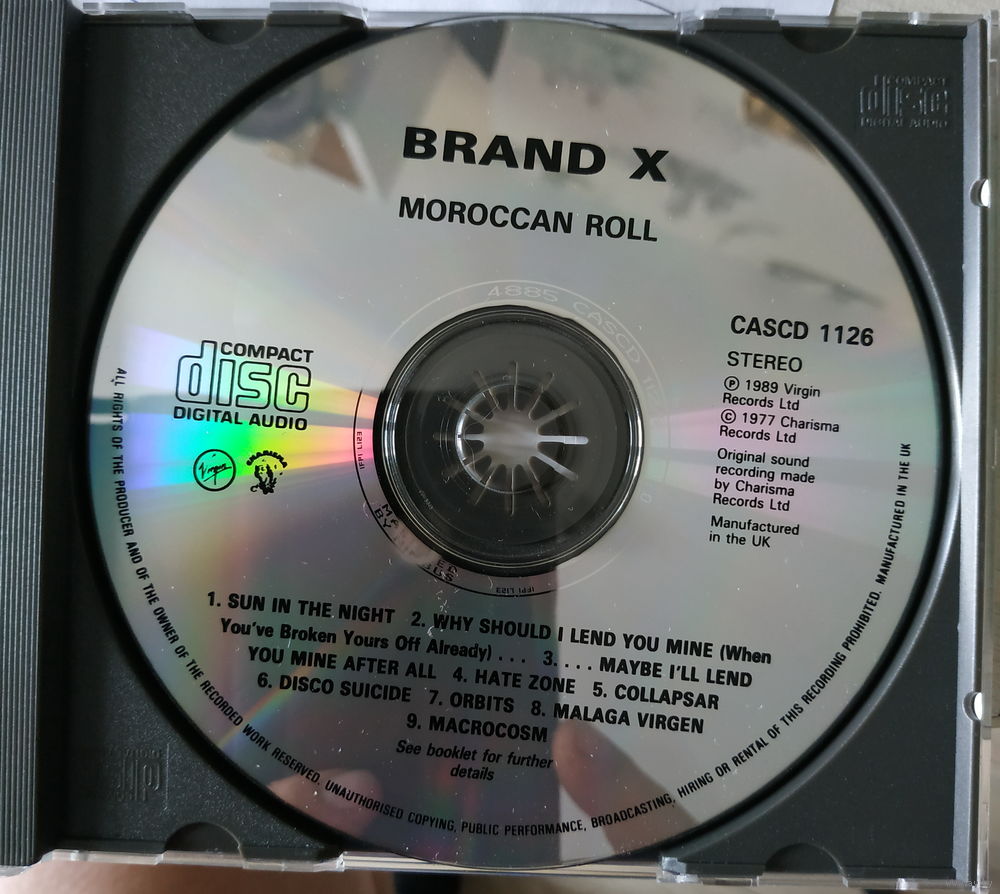 COMPACT
disc
DIGITAL AUDIO
BRAND X
MOROCCAN ROLL
4885 CASCD
CASCD 1126
STEREO
Ⓟ 1989 Virgin
Records Ltd
© 1977 Charisma
Records Ltd
Original sound
recording made
by Charisma
Records Ltd
Manufactured
in the UK
COMPACT
disc
DIGITAL AUDIO
Virgin
CHARISMA
1. SUN IN THE NIGHT 2. WHY SHOULD I LEND YOU MINE (When
You've Broken Yours Off Already) . . . 3. . . . MAYBE I'LL LEND
YOU MINE AFTER ALL 4. HATE ZONE 5. COLLAPSAR
6. DISCO SUICIDE 7. ORBITS 8. MALAGA VIRGEN
9. MACROCOSM
See booklet for further
details
ALL RIGHTS OF THE PRODUCER AND OF THE OWNER OF THE RECORDED WORK RESERVED. UNAUTHORISED COPYING, PUBLIC PERFORMANCE, BROADCASTING, HIRING OR RENTAL OF THIS RECORDING PROHIBITED. MANUFACTURED IN THE UK